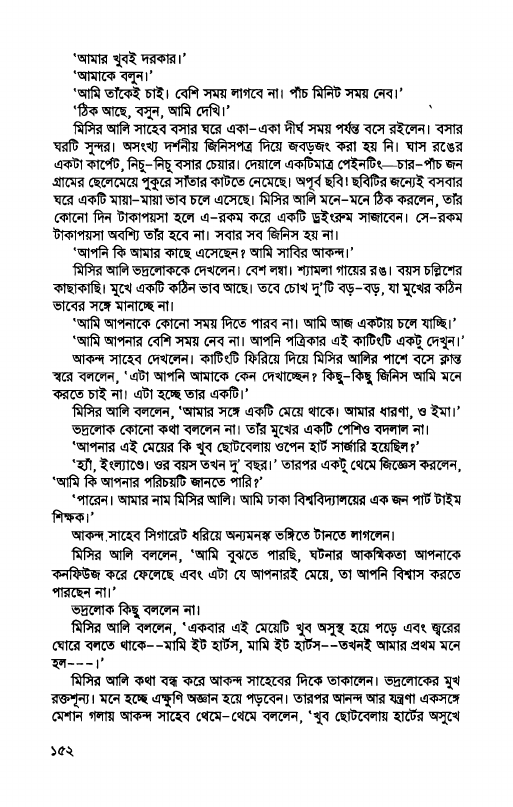 ‘আমার খুবই দরকার।’
‘আমাকে বলুন।’
‘আমি তাঁকেই চাই। বেশি সময় লাগবে না। পাঁচ মিনিট সময় নেব।’
‘ঠিক আছে, বসুন, আমি দেখি।’
মিসির আলি সাহেব বসার ঘরে একা-একা দীর্ঘ সময় পর্যন্ত বসে রইলেন। বসার
ঘরটি সুন্দর। অসংখ্য দর্শনীয় জিনিসপত্র দিয়ে জবড়জং করা হয় নি। ঘাস রঙের
একটা কার্পেট, নিচু-নিচু বসার চেয়ার। দেয়ালে একটিমাত্র পেইনটিং—চার-পাঁচ জন
গ্রামের ছেলেমেয়ে পুকুরে সাঁতার কাটতে নেমেছে। অপূর্ব ছবি! ছবিটির জন্যেই বসবার
ঘরে একটি মায়া-মায়া ভাব চলে এসেছে। মিসির আলি মনে-মনে ঠিক করলেন, তাঁর
কোনো দিন টাকাপয়সা হলে এ-রকম করে একটি ড্রইংরুম সাজাবেন। সে-রকম
টাকাপয়সা অবশ্যি তাঁর হবে না। সবার সব জিনিস হয় না।
‘আপনি কি আমার কাছে এসেছেন? আমি সাবির আকন্দ।’
মিসির আলি ভদ্রলোককে দেখলেন। বেশ লম্বা। শ্যামলা গায়ের রঙ। বয়স চল্লিশের
কাছাকাছি। মুখে একটি কঠিন ভাব আছে। তবে চোখ দু’টি বড়-বড়, যা মুখের কঠিন
ভাবের সঙ্গে মানাচ্ছে না।
‘আমি আপনাকে কোনো সময় দিতে পারব না। আমি আজ একটায় চলে যাচ্ছি।’
‘আমি আপনার বেশি সময় নেব না। আপনি পত্রিকার এই কাটিংটি একটু দেখুন।’
আকন্দ সাহেব দেখলেন। কাটিংটি ফিরিয়ে দিয়ে মিসির আলির পাশে বসে ক্লান্ত
স্বরে বললেন, ‘এটা আপনি আমাকে কেন দেখাচ্ছেন? কিছু-কিছু জিনিস আমি মনে
করতে চাই না। এটা হচ্ছে তার একটি।’
মিসির আলি বললেন, ‘আমার সঙ্গে একটি মেয়ে থাকে। আমার ধারণা, ও ইমা।’
ভদ্রলোক কোনো কথা বললেন না। তাঁর মুখের একটি পেশিও বদলাল না।
‘আপনার এই মেয়ের কি খুব ছোটবেলায় ওপেন হার্ট সার্জারি হয়েছিল?’
‘হ্যাঁ, ইংল্যাণ্ডে। ওর বয়স তখন দু’ বছর।’ তারপর একটু থেমে জিজ্ঞেস করলেন,
‘আমি কি আপনার পরিচয়টি জানতে পারি?’
‘পারেন। আমার নাম মিসির আলি। আমি ঢাকা বিশ্ববিদ্যালয়ের এক জন পার্ট টাইম
শিক্ষক।’
আকন্দ সাহেব সিগারেট ধরিয়ে অন্যমনস্ক ভঙ্গিতে টানতে লাগলেন।
মিসির আলি বললেন, ‘আমি বুঝতে পারছি, ঘটনার আকস্মিকতা আপনাকে
কনফিউজ করে ফেলেছে এবং এটা যে আপনারই মেয়ে, তা আপনি বিশ্বাস করতে
পারছেন না।’
ভদ্রলোক কিছু বললেন না।
মিসির আলি বললেন, ‘একবার এই মেয়েটি খুব অসুস্থ হয়ে পড়ে এবং জ্বরের
ঘোরে বলতে থাকে--মামি ইট হার্টস, মামি ইট হার্টস--তখনই আমার প্রথম মনে
হল---।’
মিসির আলি কথা বন্ধ করে আকন্দ সাহেবের দিকে তাকালেন। ভদ্রলোকের মুখ
রক্তশূন্য। মনে হচ্ছে এক্ষুণি অজ্ঞান হয়ে পড়বেন। তারপর আনন্দ আর যন্ত্রণা একসঙ্গে
মেশান গলায় আকন্দ সাহেব থেমে-থেমে বললেন, ‘খুব ছোটবেলায় হার্টের অসুখে
১৫২